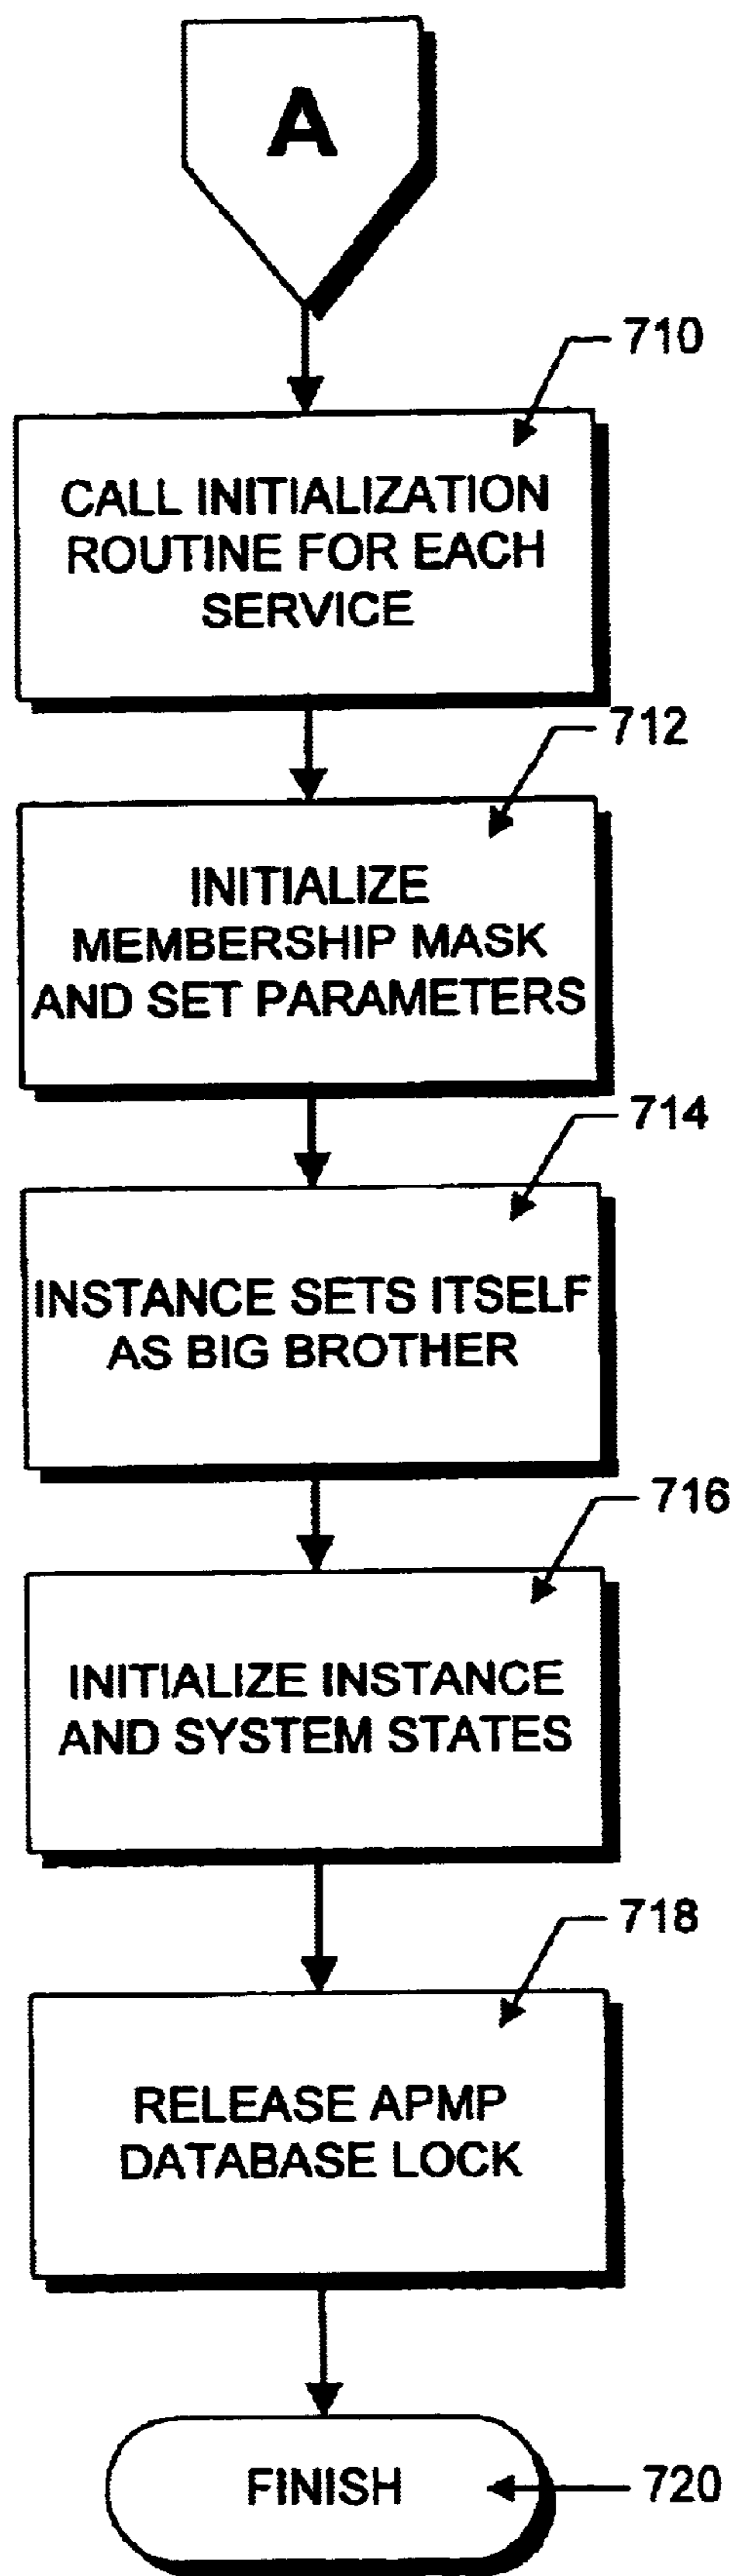 A
710
CALL INITIALIZATION
ROUTINE FOR EACH
SERVICE
712
INITIALIZE
MEMBERSHIP MASK
AND SET PARAMETERS
714
INSTANCE SETS ITSELF
AS BIG BROTHER
716
INITIALIZE INSTANCE
AND SYSTEM STATES
718
RELEASE APMP
DATABASE LOCK
FINISH
720